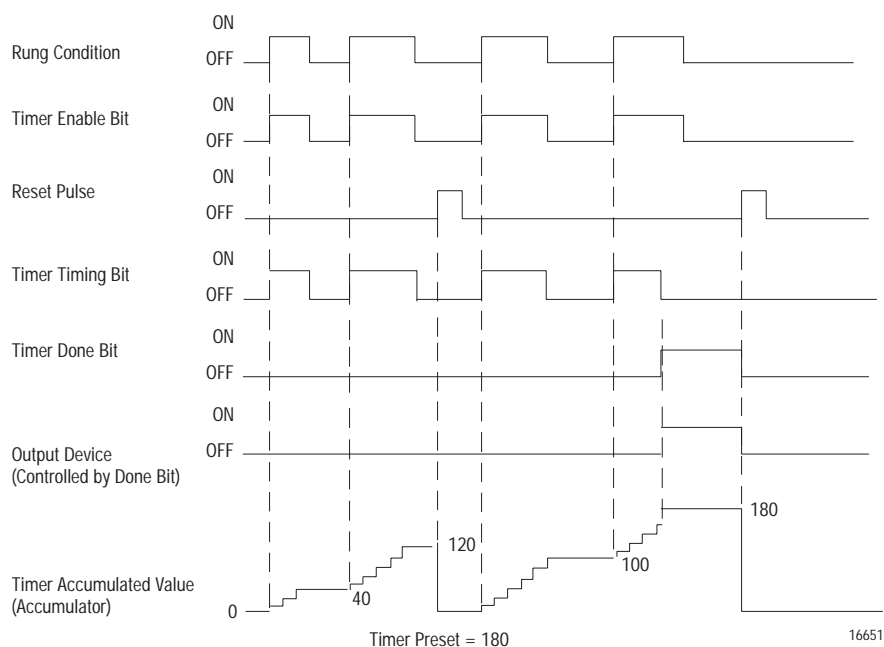 ON
Rung Condition
OFF
ON
Timer Enable Bit
OFF
ON
Reset Pulse
OFF
ON
Timer Timing Bit
OFF
ON
Timer Done Bit
OFF
ON
Output Device
(Controlled by Done Bit)
OFF
180
120
100
40
Timer Accumulated Value
(Accumulator)
0
Timer Preset = 180
16651